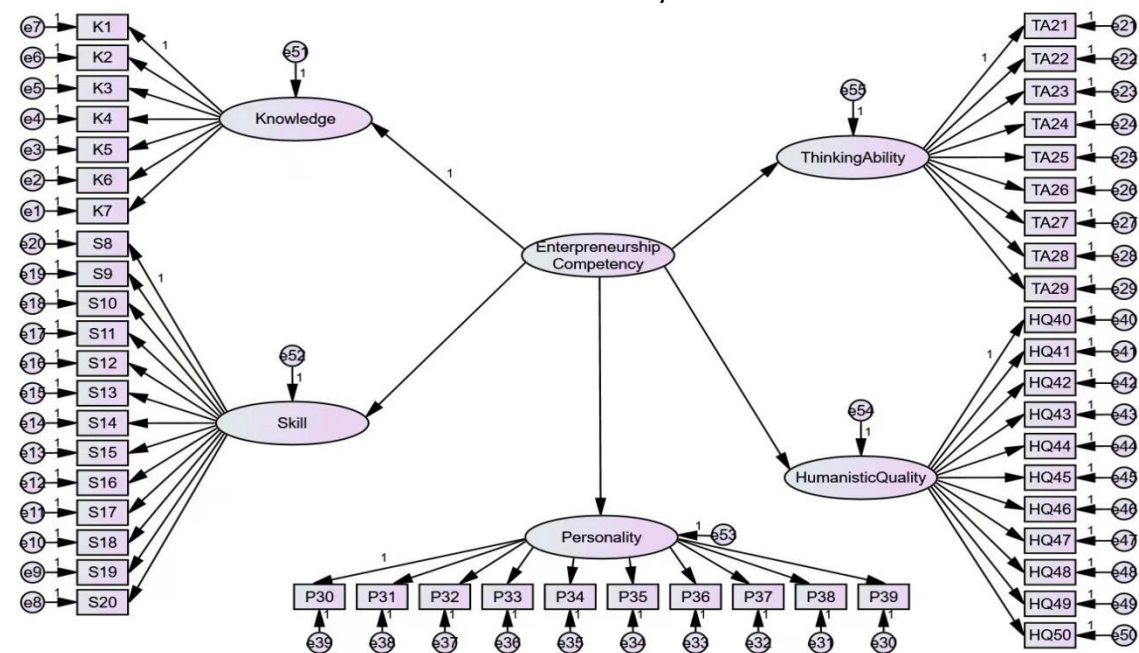 e7 1 K1
e6 1 K2
e5 1 K3
e4 1 K4
e3 1 K5
e2 1 K6
e1 1 K7
1
e51
1
Knowledge
1
e20 1 S8
e19 1 S9
e18 1 S10
e17 1 S11
e16 1 S12
e15 1 S13
e14 1 S14
e13 1 S15
e12 1 S16
e11 1 S17
e10 1 S18
e9 1 S19
e8 1 S20
1
e52
1
Skill
Enterpreneurship
Competency
e55
1
ThinkingAbility
1
TA21 1 e21
TA22 1 e22
TA23 1 e23
TA24 1 e24
TA25 1 e25
TA26 1 e26
TA27 1 e27
TA28 1 e28
TA29 1 e29
e54
1
HumanisticQuality
1
HQ40 1 e40
HQ41 1 e41
HQ42 1 e42
HQ43 1 e43
HQ44 1 e44
HQ45 1 e45
HQ46 1 e46
HQ47 1 e47
HQ48 1 e48
HQ49 1 e49
HQ50 1 e50
Personality 1 e53
1
P30 P31 P32 P33 P34 P35 P36 P37 P38 P39
1 1 1 1 1 1 1 1 1 1
e39 e38 e37 e36 e35 e34 e33 e32 e31 e30